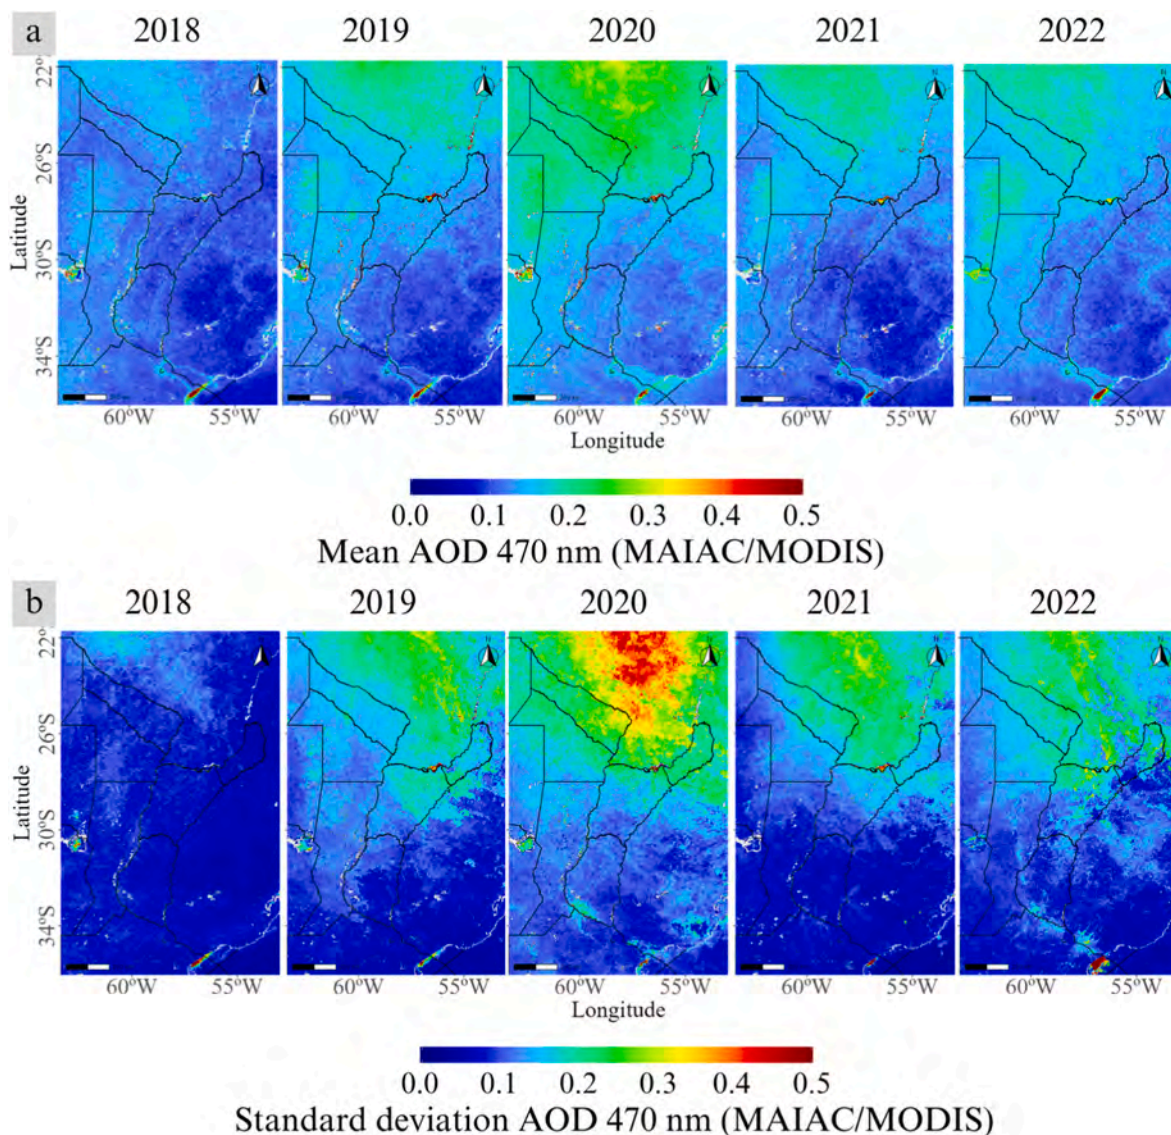 a
2018 2019 2020 2021 2022
22°
26°S
30°S
34°S
Latitude
N N N N N
60°W 55°W 60°W 55°W 60°W 55°W 60°W 55°W 60°W 55°W
Longitude
0.0 0.1 0.2 0.3 0.4 0.5
Mean AOD 470 nm (MAIAC/MODIS)
b
2018 2019 2020 2021 2022
22°
26°S
30°S
34°S
Latitude
N N N N
60°W 55°W 60°W 55°W 60°W 55°W 60°W 55°W 60°W 55°W
Longitude
0.0 0.1 0.2 0.3 0.4 0.5
Standard deviation AOD 470 nm (MAIAC/MODIS)